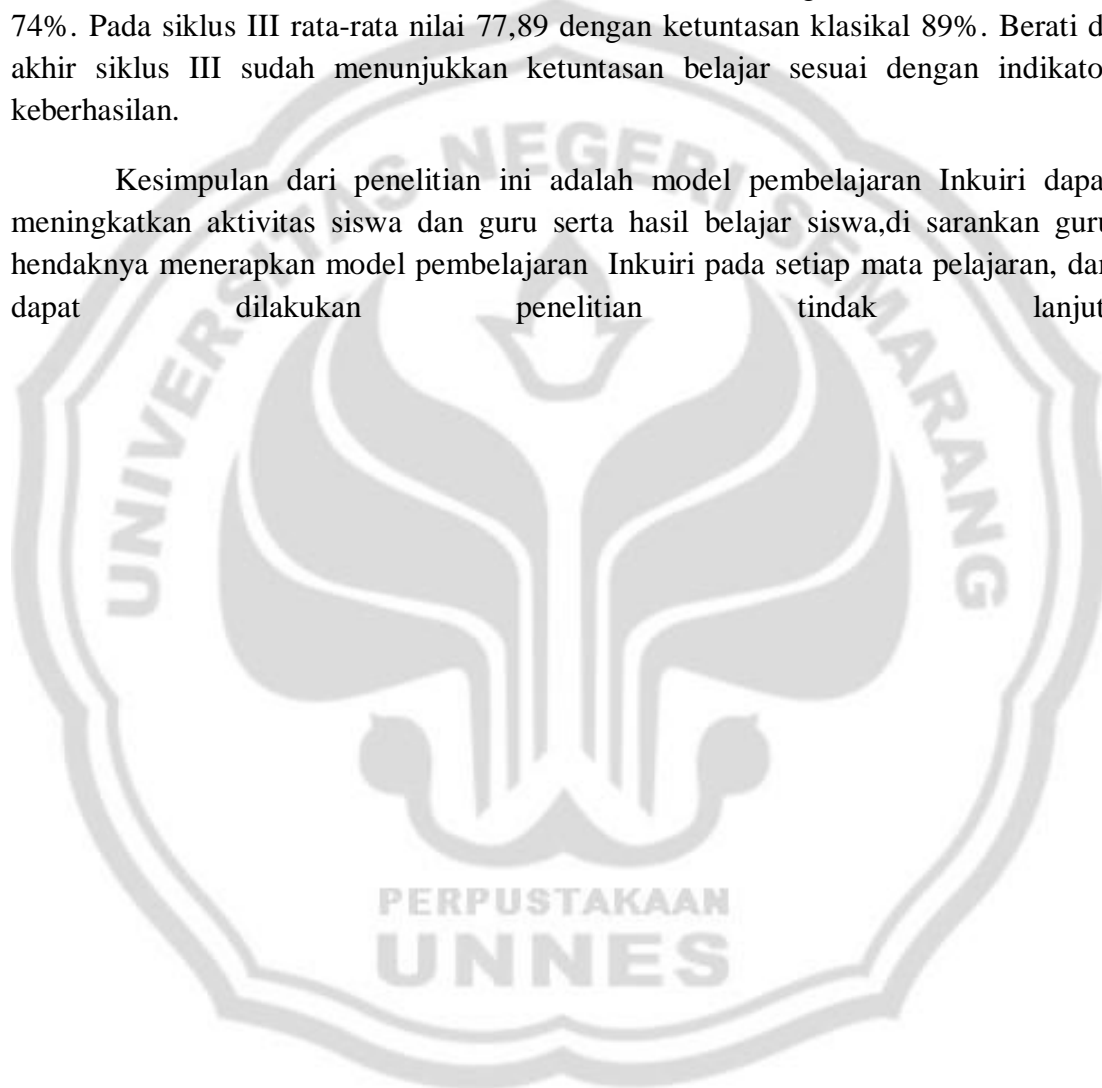 74%. Pada siklus III rata-rata nilai 77,89 dengan ketuntasan klasikal 89%. Berati d
akhir siklus III sudah menunjukkan ketuntasan belajar sesuai dengan indikato
keberhasilan.
Kesimpulan dari penelitian ini adalah model pembelajaran Inkuiri dapa
meningkatkan aktivitas siswa dan guru serta hasil belajar siswa,di sarankan guru
hendaknya menerapkan model pembelajaran Inkuiri pada setiap mata pelajaran, dan
dapat dilakukan penelitian tindak lanjut
UNIVERSITAS NEGERI SEMARANG
PERPUSTAKAAN
UNNES